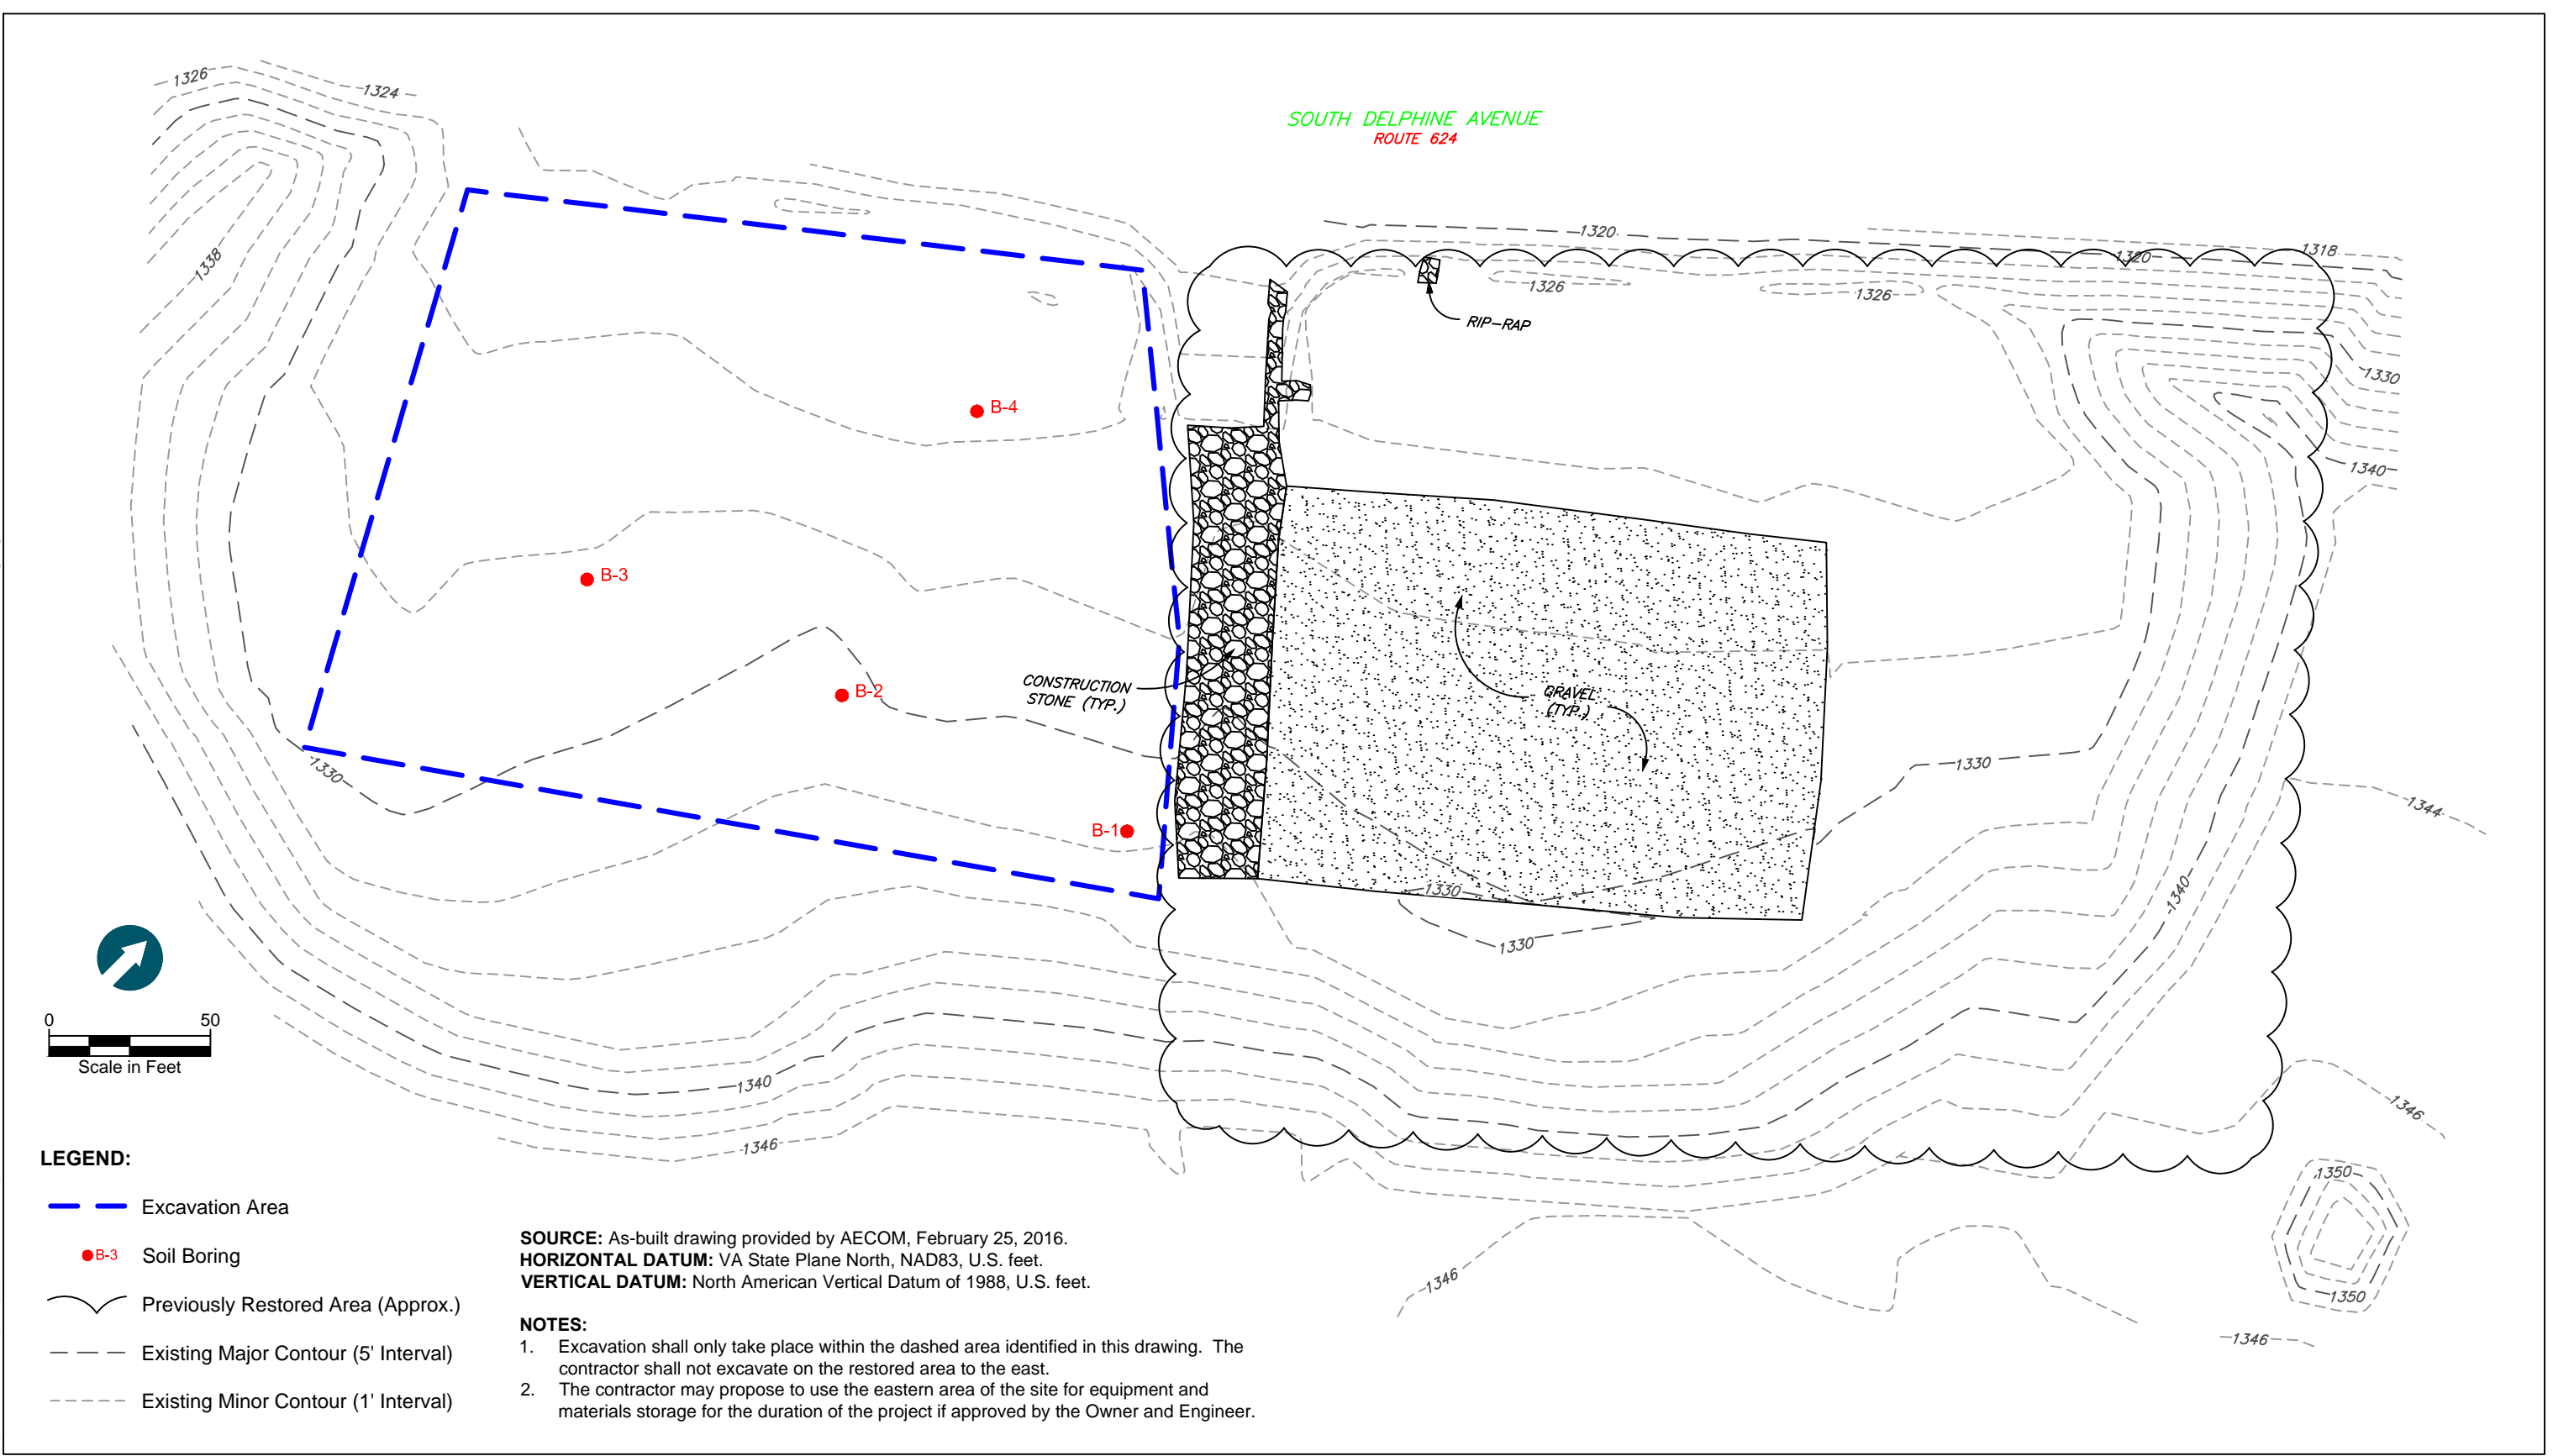 1326
1324
SOUTH DELPHINE AVENUE
ROUTE 624
1338
1320
1320
1318
1326
1326
RIP-RAP
1330
B-4
1340
B-3
CONSTRUCTION
STONE (TYP.)
B-2
GRAVEL
(TYP.)
1330
1330
1344
B-1
1330
1340
1330
0 50
Scale in Feet
1340
1346
1346
1350
1350
1346
1346
LEGEND:
Excavation Area
B-3 Soil Boring
Previously Restored Area (Approx.)
Existing Major Contour (5' Interval)
Existing Minor Contour (1' Interval)
SOURCE: As-built drawing provided by AECOM, February 25, 2016.
HORIZONTAL DATUM: VA State Plane North, NAD83, U.S. feet.
VERTICAL DATUM: North American Vertical Datum of 1988, U.S. feet.
NOTES:
1. Excavation shall only take place within the dashed area identified in this drawing. The
contractor shall not excavate on the restored area to the east.
2. The contractor may propose to use the eastern area of the site for equipment and
materials storage for the duration of the project if approved by the Owner and Engineer.